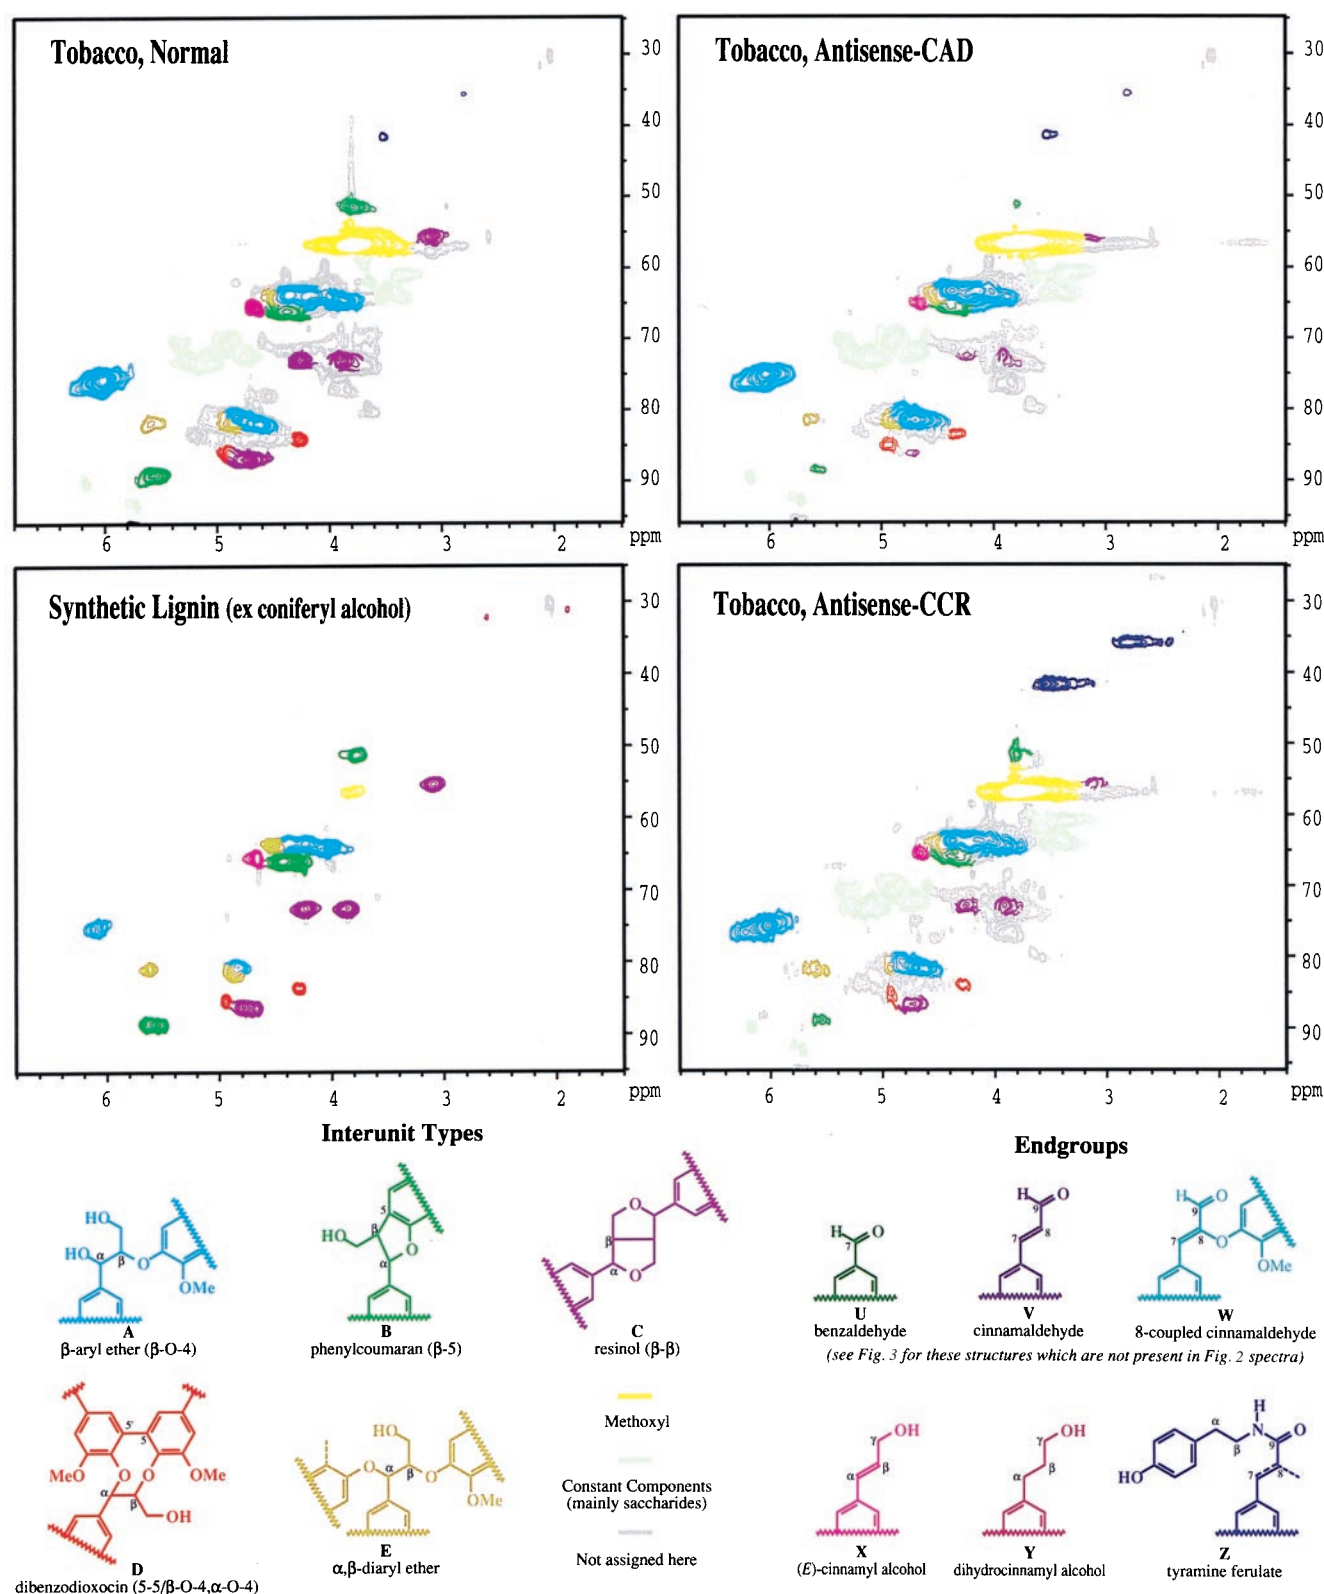 Tobacco, Normal
30
40
50
60
70
80
90
6 5 4 3 2 ppm
Tobacco, Antisense-CAD
30
40
50
60
70
80
90
6 5 4 3 2 ppm
Synthetic Lignin (ex coniferyl alcohol)
30
40
50
60
70
80
90
6 5 4 3 2 ppm
Tobacco, Antisense-CCR
30
40
50
60
70
80
90
6 5 4 3 2 ppm
Interunit Types
HO
HO α
β O
OMe
A
β-aryl ether (β-O-4)
5
β
HO
O
α
B
phenylcoumaran (β-5)
O
β
α
O
C
resinol (β-β)
5'
5
MeO O O OMe
α β
OH
D
dibenzodioxocin (5-5/β-O-4,α-O-4)
HO
O α β O
OMe
E
α,β-diaryl ether
Methoxyl
Constant Components
(mainly saccharides)
Not assigned here
Endgroups
H O
7
U
benzaldehyde
H O
9
7 8
V
cinnamaldehyde
H O
9
7 8 O
OMe
W
8-coupled cinnamaldehyde
(see Fig. 3 for these structures which are not present in Fig. 2 spectra)
γ OH
α β
X
(E)-cinnamyl alcohol
γ OH
α β
Y
dihydrocinnamyl alcohol
H
α N O
β 9
HO 7 8
Z
tyramine ferulate